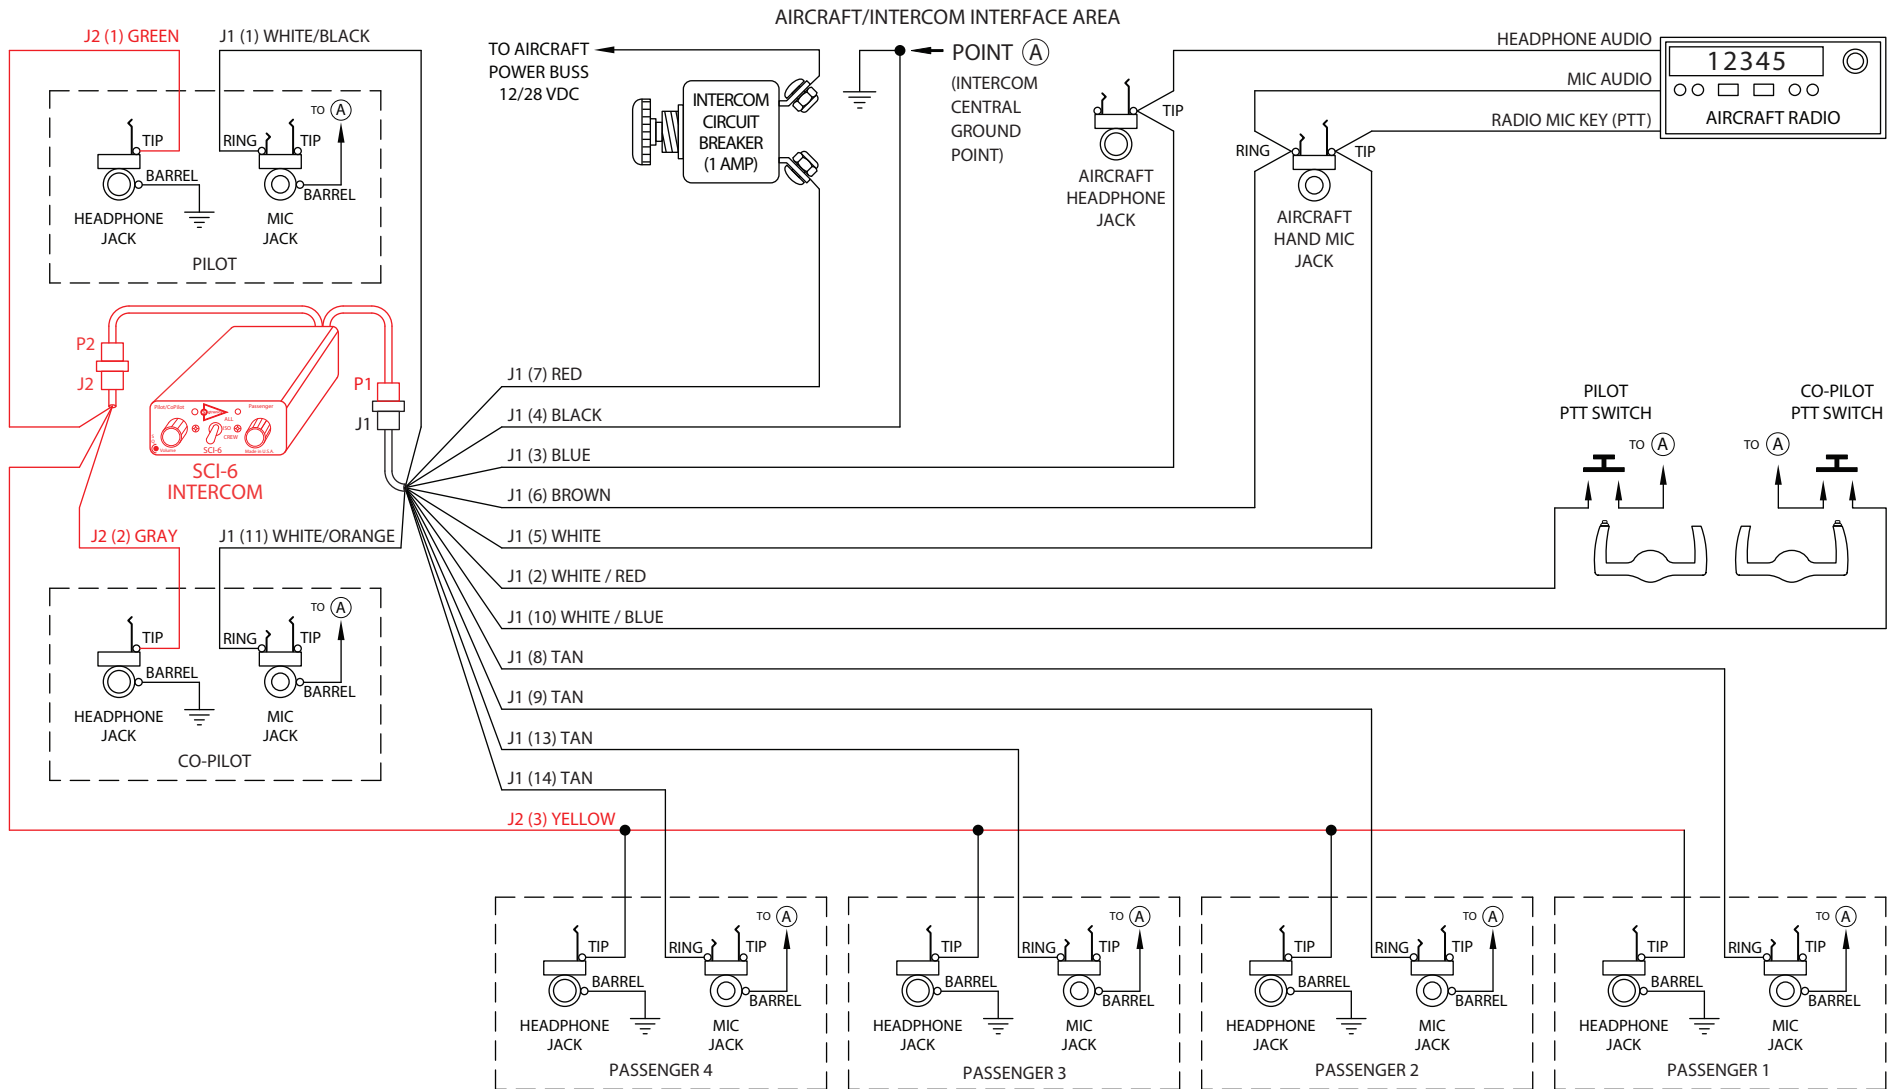 AIRCRAFT/INTERCOM INTERFACE AREA
J2 (1) GREEN
J1 (1) WHITE/BLACK
TO AIRCRAFT
POWER BUSS
12/28 VDC
INTERCOM
CIRCUIT
BREAKER
(1 AMP)
POINT A
(INTERCOM
CENTRAL
GROUND
POINT)
TIP
AIRCRAFT
HEADPHONE
JACK
HEADPHONE AUDIO
MIC AUDIO
RADIO MIC KEY (PTT)
RING
TIP
AIRCRAFT
HAND MIC
JACK
12345
AIRCRAFT RADIO
TO A
TIP
RING
TIP
BARREL
BARREL
HEADPHONE
JACK
MIC
JACK
PILOT
P2
J2
P1
J1
Pilot/CoPilot
Passenger
ALL
ISO
CREW
Volume
SCI-6
Made in U.S.A.
SCI-6
INTERCOM
J2 (2) GRAY
J1 (11) WHITE/ORANGE
TO A
TIP
RING
TIP
BARREL
BARREL
HEADPHONE
JACK
MIC
JACK
CO-PILOT
J1 (7) RED
J1 (4) BLACK
J1 (3) BLUE
J1 (6) BROWN
J1 (5) WHITE
J1 (2) WHITE / RED
J1 (10) WHITE / BLUE
J1 (8) TAN
J1 (9) TAN
J1 (13) TAN
J1 (14) TAN
J2 (3) YELLOW
PILOT
PTT SWITCH
TO A
CO-PILOT
PTT SWITCH
TO A
TO A
TIP
RING
TIP
BARREL
BARREL
HEADPHONE
JACK
MIC
JACK
PASSENGER 4
TO A
TIP
RING
TIP
BARREL
BARREL
HEADPHONE
JACK
MIC
JACK
PASSENGER 3
TO A
TIP
RING
TIP
BARREL
BARREL
HEADPHONE
JACK
MIC
JACK
PASSENGER 2
TO A
TIP
RING
TIP
BARREL
BARREL
HEADPHONE
JACK
MIC
JACK
PASSENGER 1